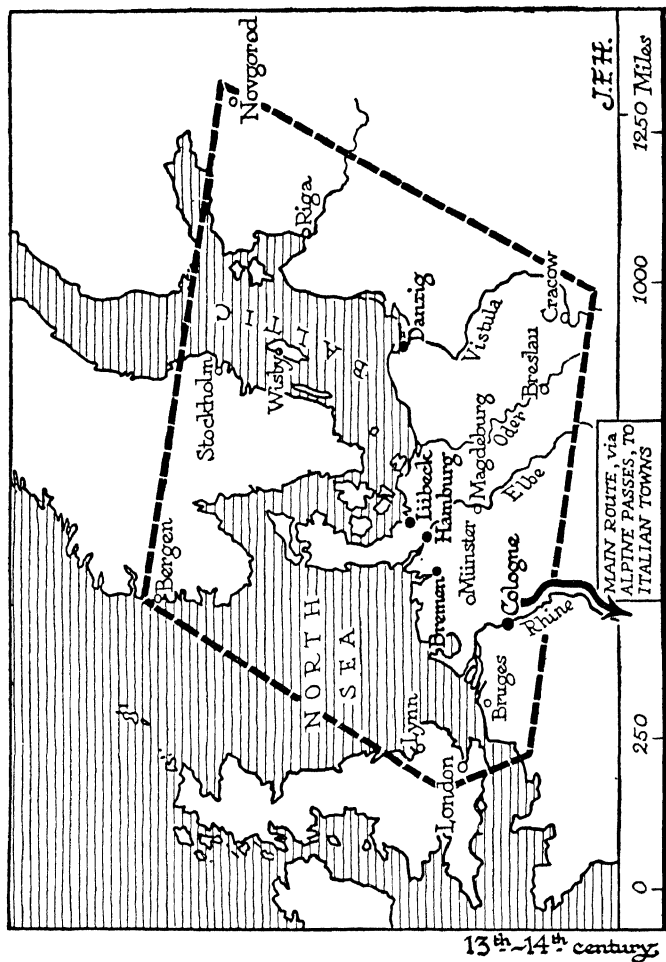 Bergen
Stockholm
Novgorod
NORTH
SEA
BALTIC
Wisby
Riga
Lynn
London
Bremen
Hamburg
Lübeck
Danzig
Münster
Magdeburg
Vistula
Bruges
Cologne
Rhine
Elbe
Oder
Breslau
Cracow
MAIN ROUTE, via
ALPINE PASSES, TO
ITALIAN TOWNS
J.F.H.
0 250 1000 1250 Miles
13th-14th century.